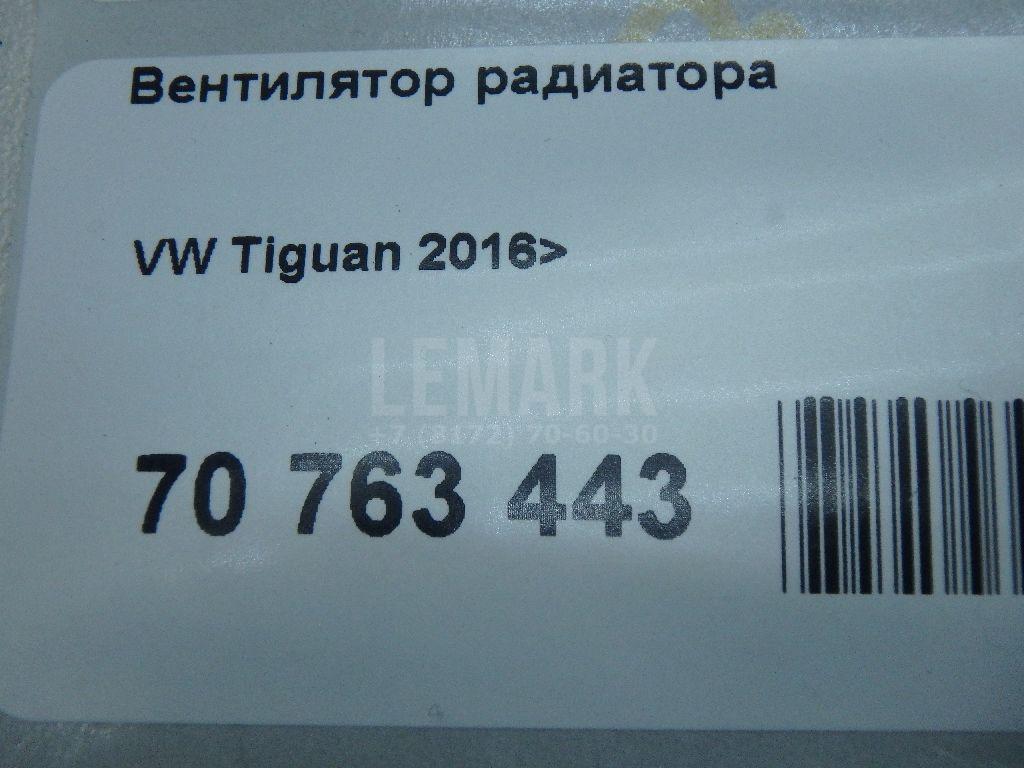 Вентилятор радиатора
VW Tiguan 2016>
LEMARK
+7 (8172) 70-60-30
70 763 443